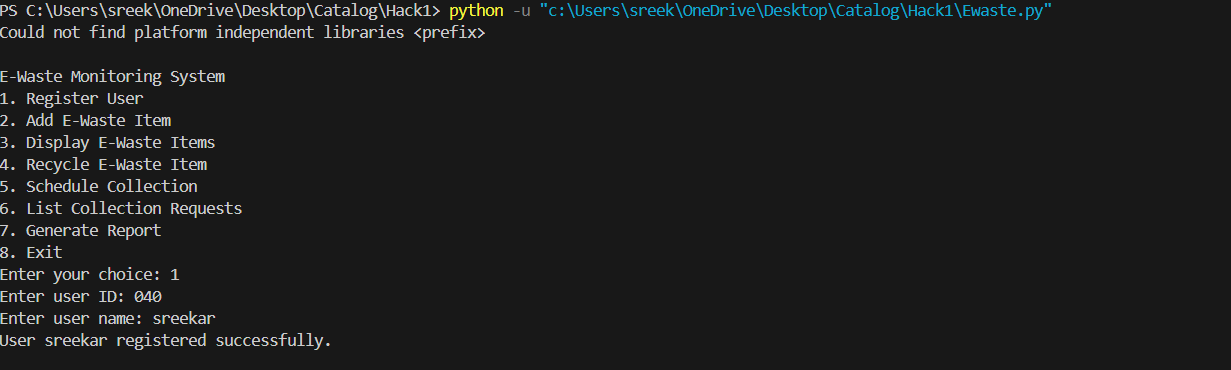 PS C:\Users\sreek\OneDrive\Desktop\Catalog\Hack1> python -u "c:\Users\sreek\OneDrive\Desktop\Catalog\Hack1\Ewaste.py"
Could not find platform independent libraries <prefix>
E-Waste Monitoring System
1. Register User
2. Add E-Waste Item
3. Display E-Waste Items
4. Recycle E-Waste Item
5. Schedule Collection
6. List Collection Requests
7. Generate Report
8. Exit
Enter your choice: 1
Enter user ID: 040
Enter user name: sreekar
User sreekar registered successfully.